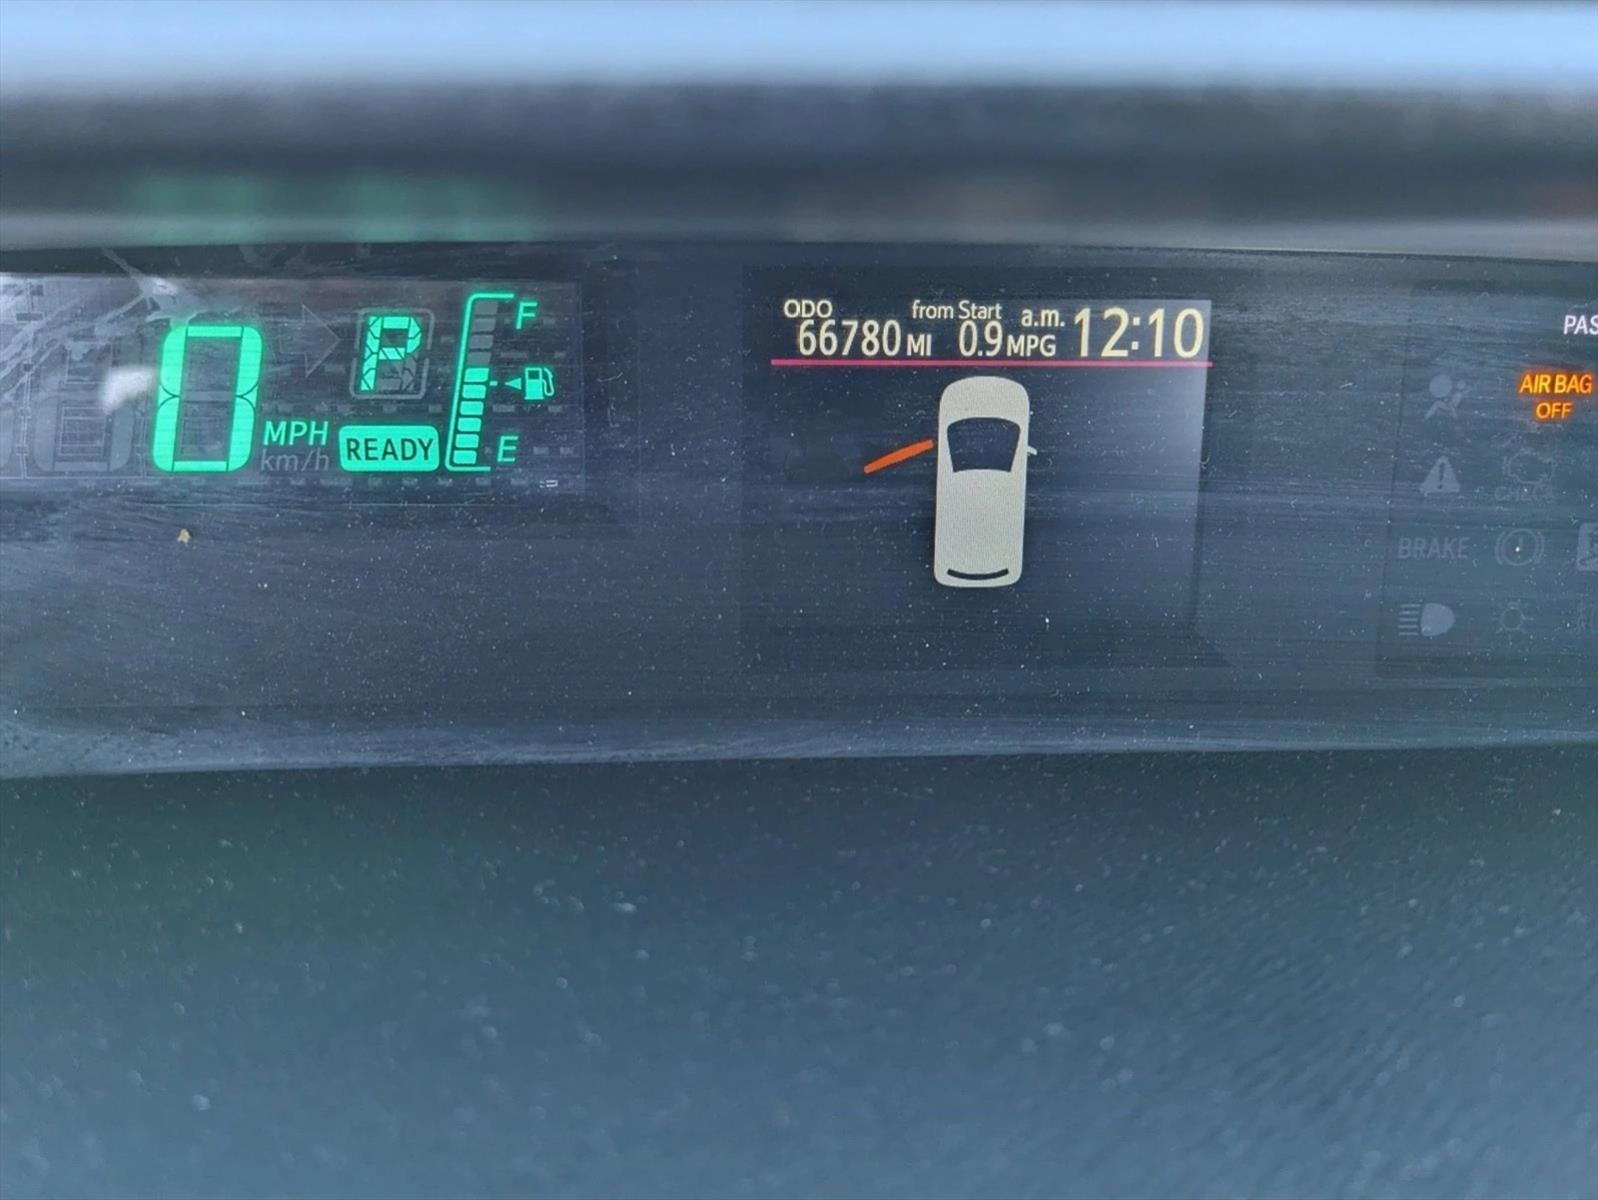 0 MPH
km/h
P
READY
F
E
ODO
66780 MI
from Start
0.9 MPG
a.m. 12:10
PAS
AIR BAG
OFF
CHECK
BRAKE